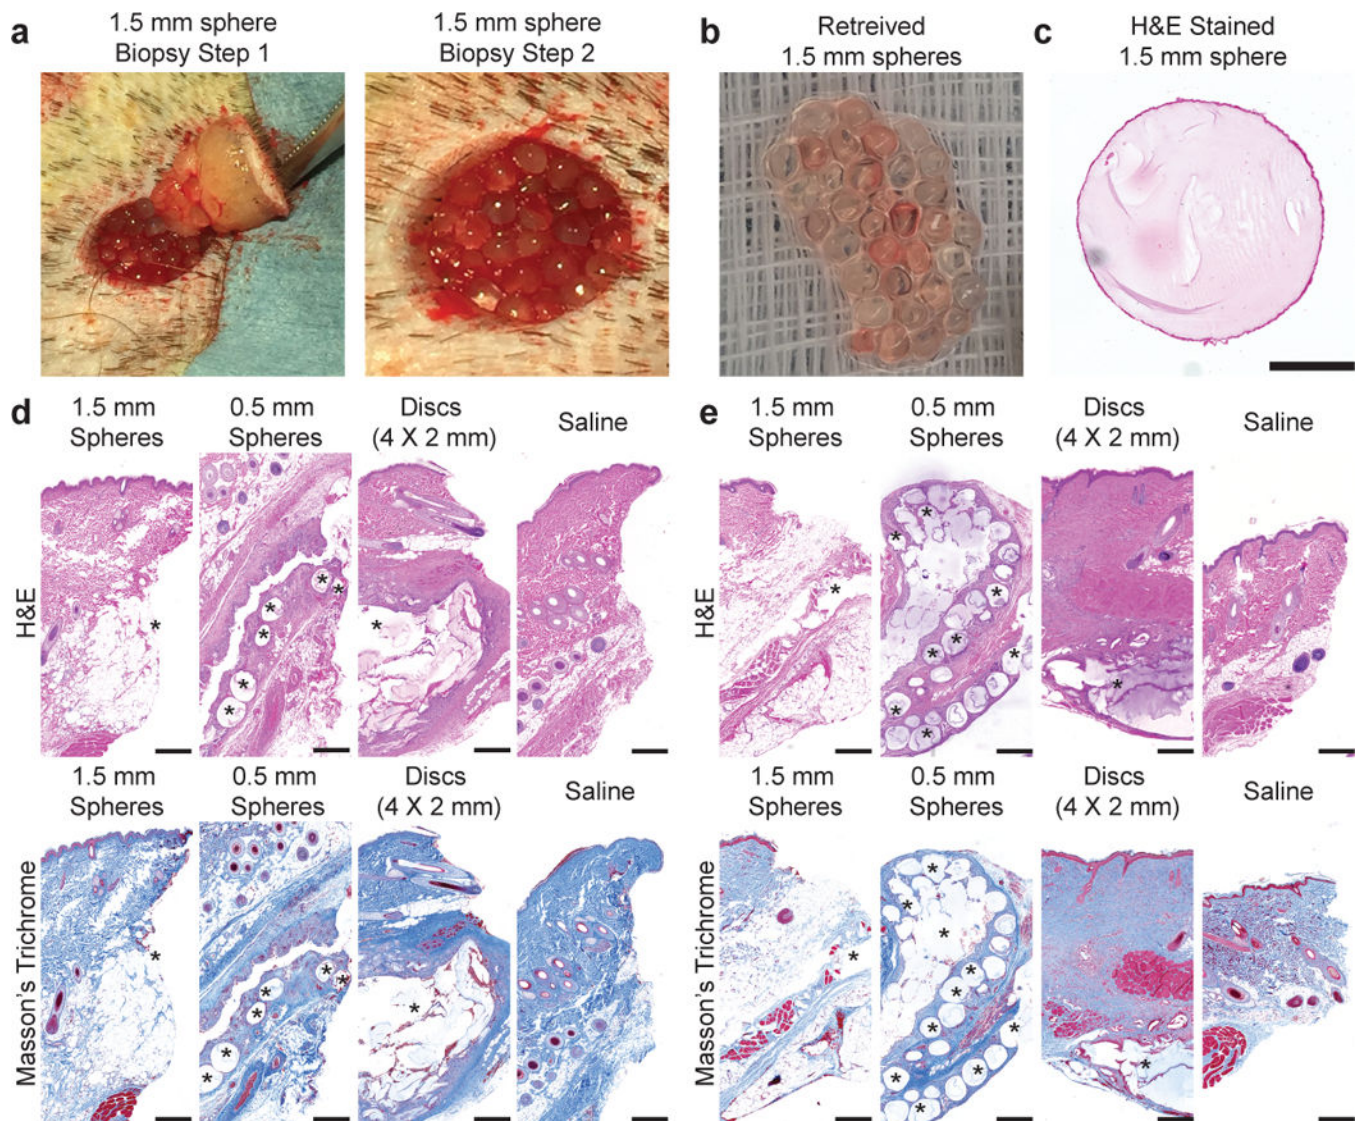 a
1.5 mm sphere
Biopsy Step 1
1.5 mm sphere
Biopsy Step 2
b
Retreived
1.5 mm spheres
c
H&E Stained
1.5 mm sphere
d
1.5 mm
Spheres
0.5 mm
Spheres
Discs
(4 X 2 mm)
Saline
e
1.5 mm
Spheres
0.5 mm
Spheres
Discs
(4 X 2 mm)
Saline
H&E
H&E
1.5 mm
Spheres
0.5 mm
Spheres
Discs
(4 X 2 mm)
Saline
1.5 mm
Spheres
0.5 mm
Spheres
Discs
(4 X 2 mm)
Saline
Masson's Trichrome
Masson's Trichrome